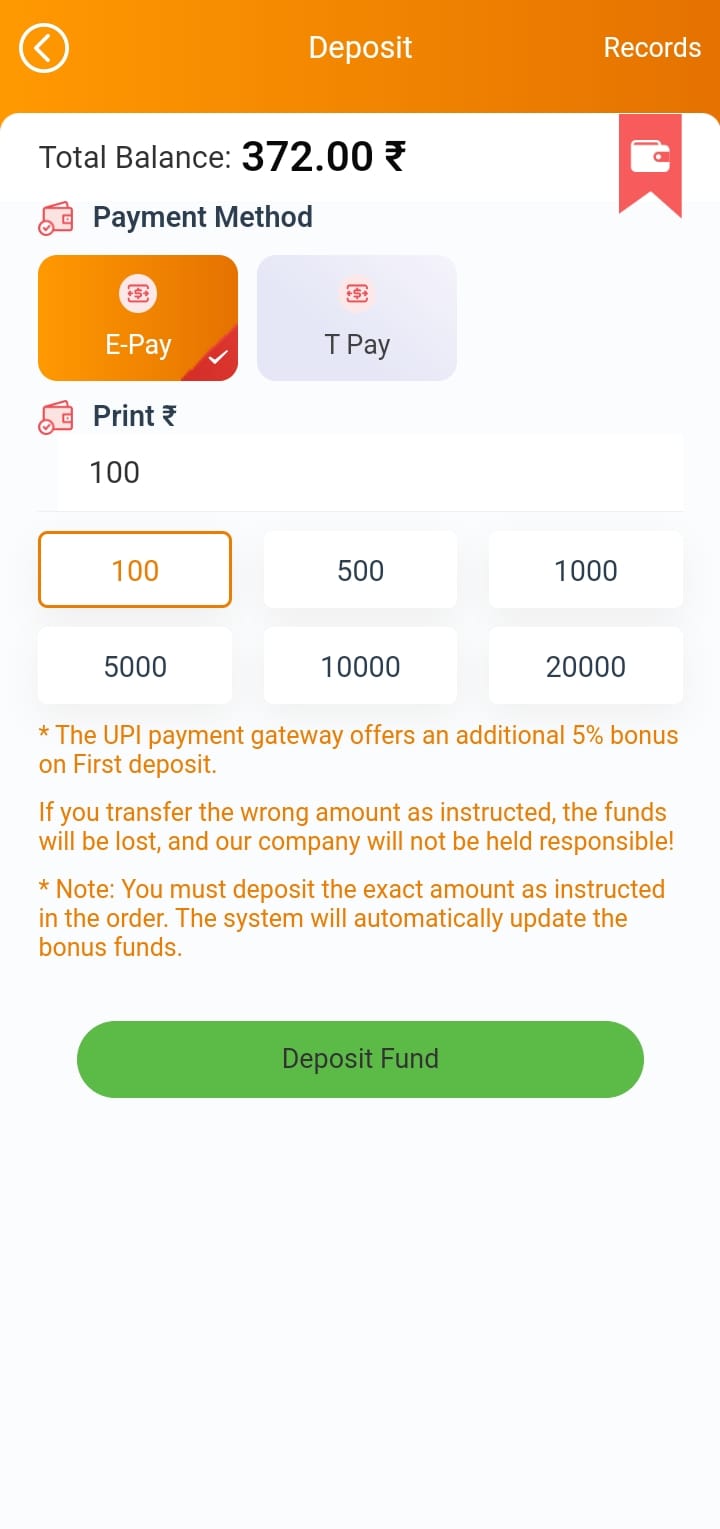 Deposit
Records
Total Balance: 372.00 ₹
Payment Method
E-Pay
T Pay
Print ₹
100
100
500
1000
5000
10000
20000
* The UPI payment gateway offers an additional 5% bonus
on First deposit.
If you transfer the wrong amount as instructed, the funds
will be lost, and our company will not be held responsible!
* Note: You must deposit the exact amount as instructed
in the order. The system will automatically update the
bonus funds.
Deposit Fund